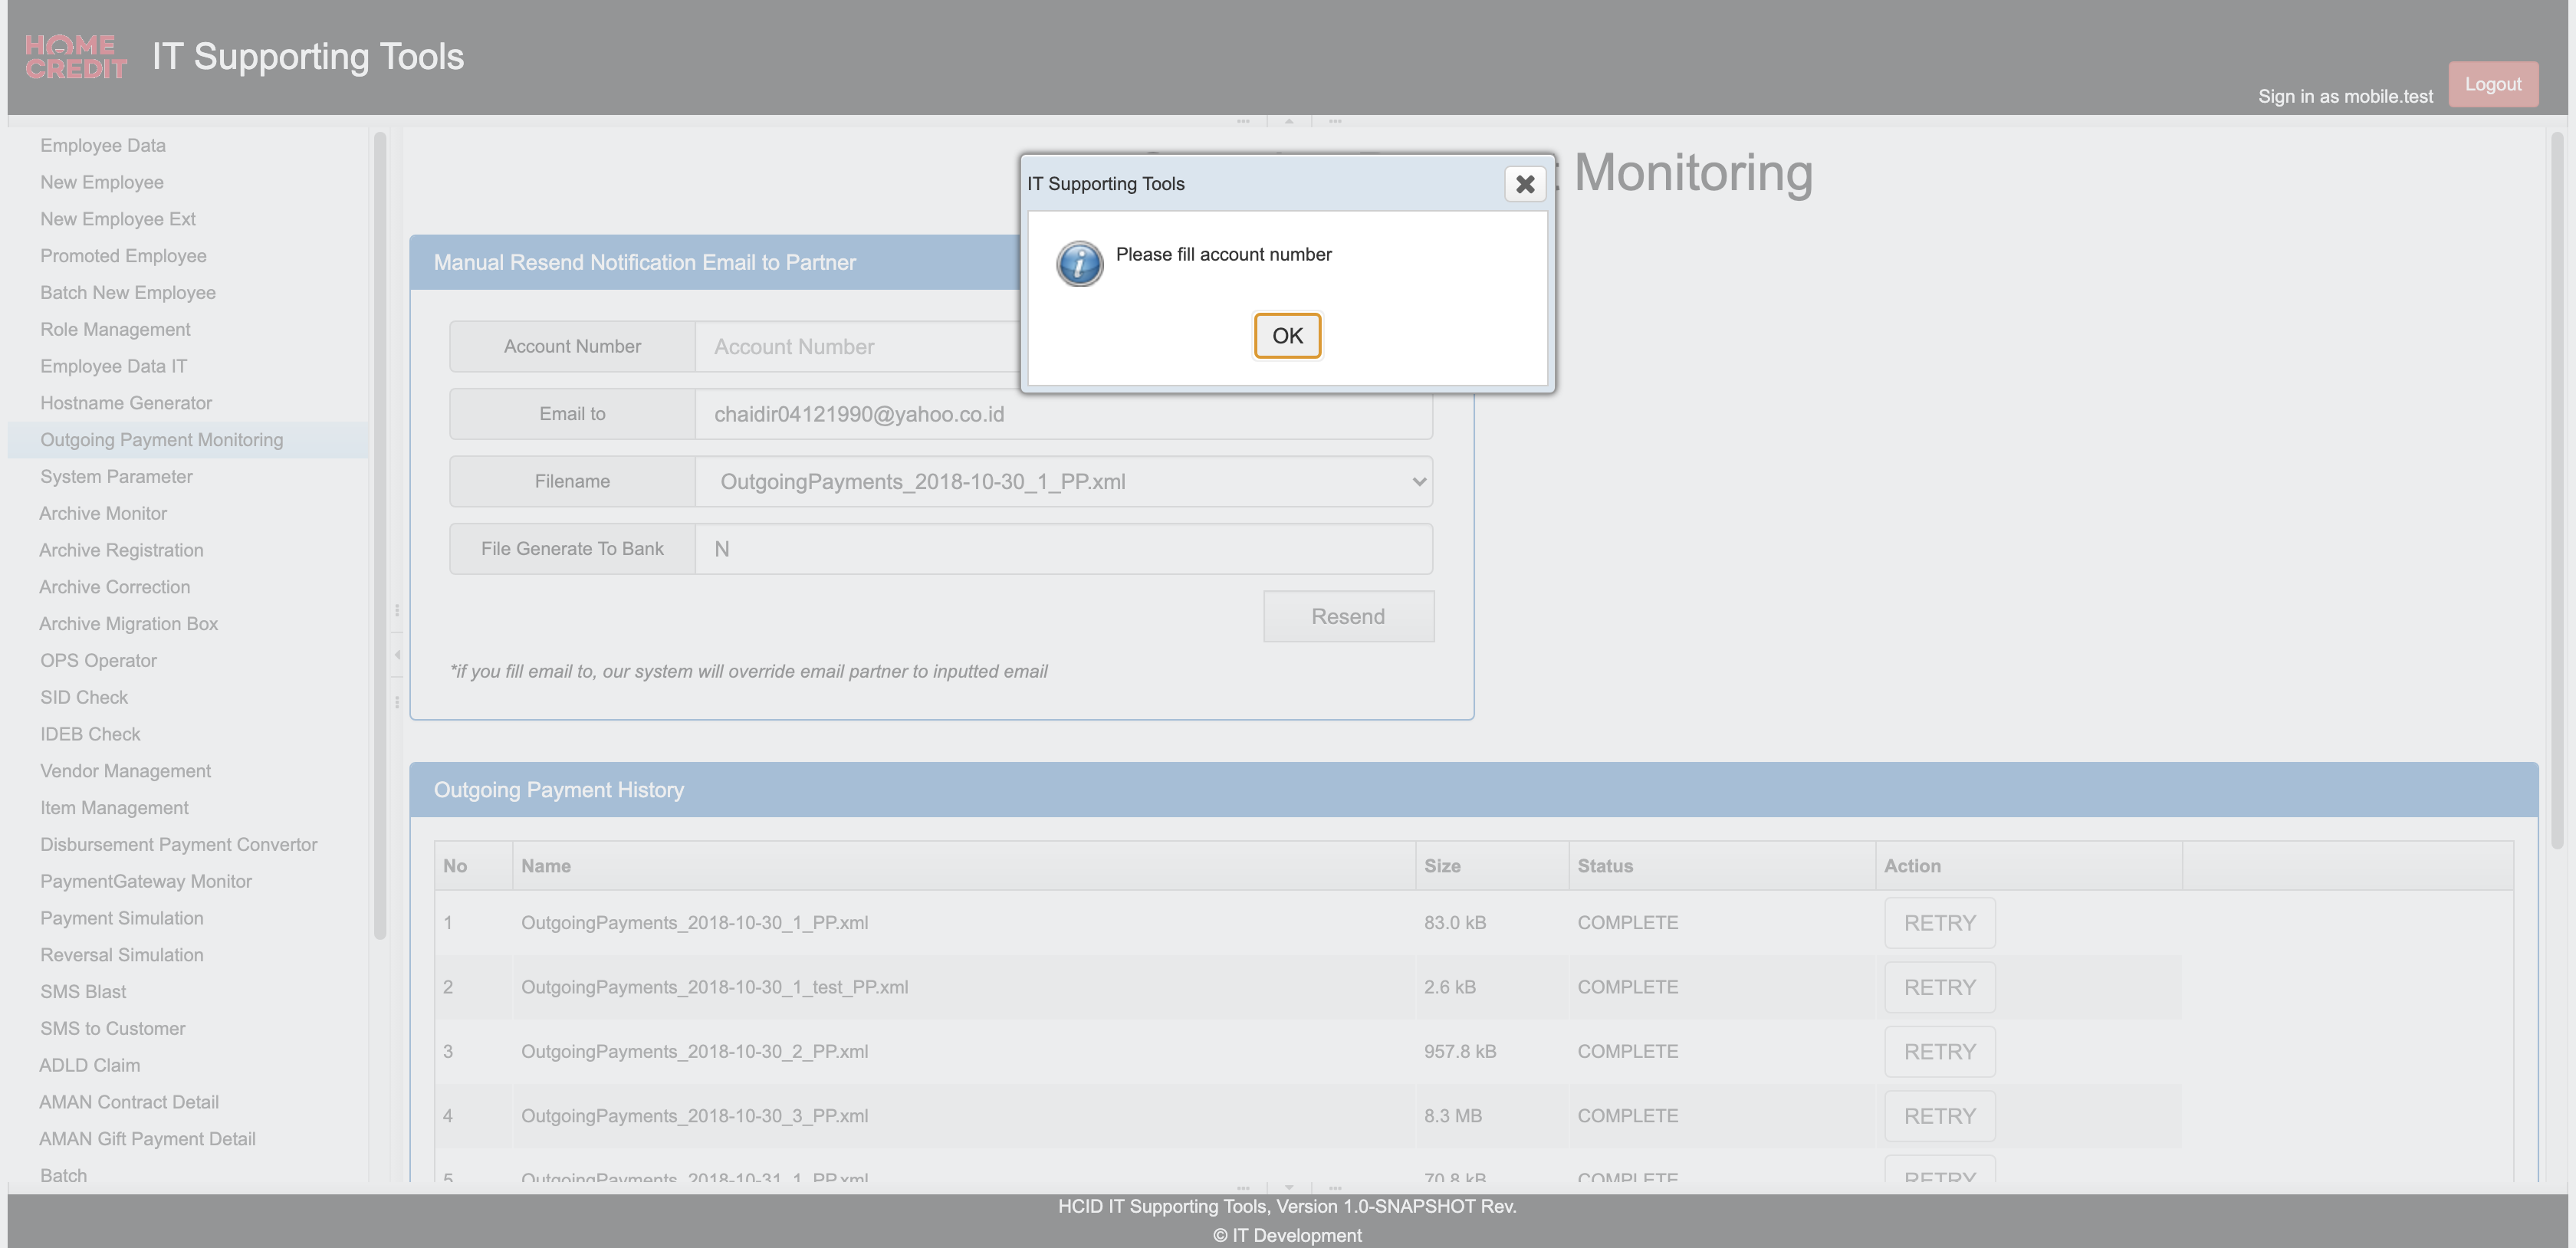 HOME
CREDIT
IT Supporting Tools
Sign in as mobile.test
Logout
Employee Data
New Employee
New Employee Ext
Promoted Employee
Batch New Employee
Role Management
Employee Data IT
Hostname Generator
Outgoing Payment Monitoring
System Parameter
Archive Monitor
Archive Registration
Archive Correction
Archive Migration Box
OPS Operator
SID Check
IDEB Check
Vendor Management
Item Management
Disbursement Payment Convertor
PaymentGateway Monitor
Payment Simulation
Reversal Simulation
SMS Blast
SMS to Customer
ADLD Claim
AMAN Contract Detail
AMAN Gift Payment Detail
Batch
Monitoring
IT Supporting Tools
Please fill account number
OK
Manual Resend Notification Email to Partner
Account Number Account Number
Email to chaidir04121990@yahoo.co.id
Filename OutgoingPayments_2018-10-30_1_PP.xml
File Generate To Bank N
Resend
*if you fill email to, our system will override email partner to inputted email
Outgoing Payment History
No Name Size Status Action
1 OutgoingPayments_2018-10-30_1_PP.xml 83.0 kB COMPLETE RETRY
2 OutgoingPayments_2018-10-30_1_test_PP.xml 2.6 kB COMPLETE RETRY
3 OutgoingPayments_2018-10-30_2_PP.xml 957.8 kB COMPLETE RETRY
4 OutgoingPayments_2018-10-30_3_PP.xml 8.3 MB COMPLETE RETRY
5 OutgoingPayments_2018-10-31_1_PP.xml 70.8 kB COMPLETE RETRY
HCID IT Supporting Tools, Version 1.0-SNAPSHOT Rev.
© IT Development